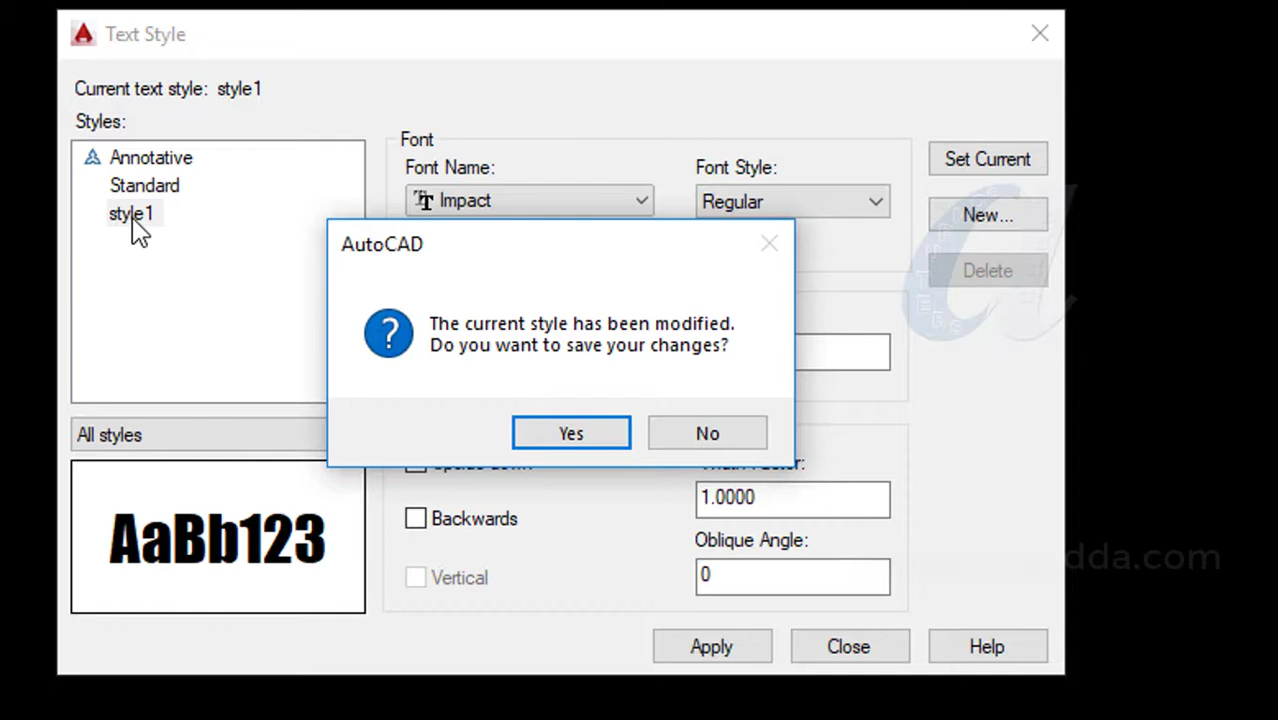 Text Style
Current text style: style1
Styles:
Annotative
Standard
style1
All styles
AaBb123
Font
Font Name:
Impact
Font Style:
Regular
Set Current
New...
Delete
AutoCAD
The current style has been modified.
Do you want to save your changes?
Yes
No
1.0000
Backwards
Oblique Angle:
0
Vertical
Apply
Close
Help
dda.com